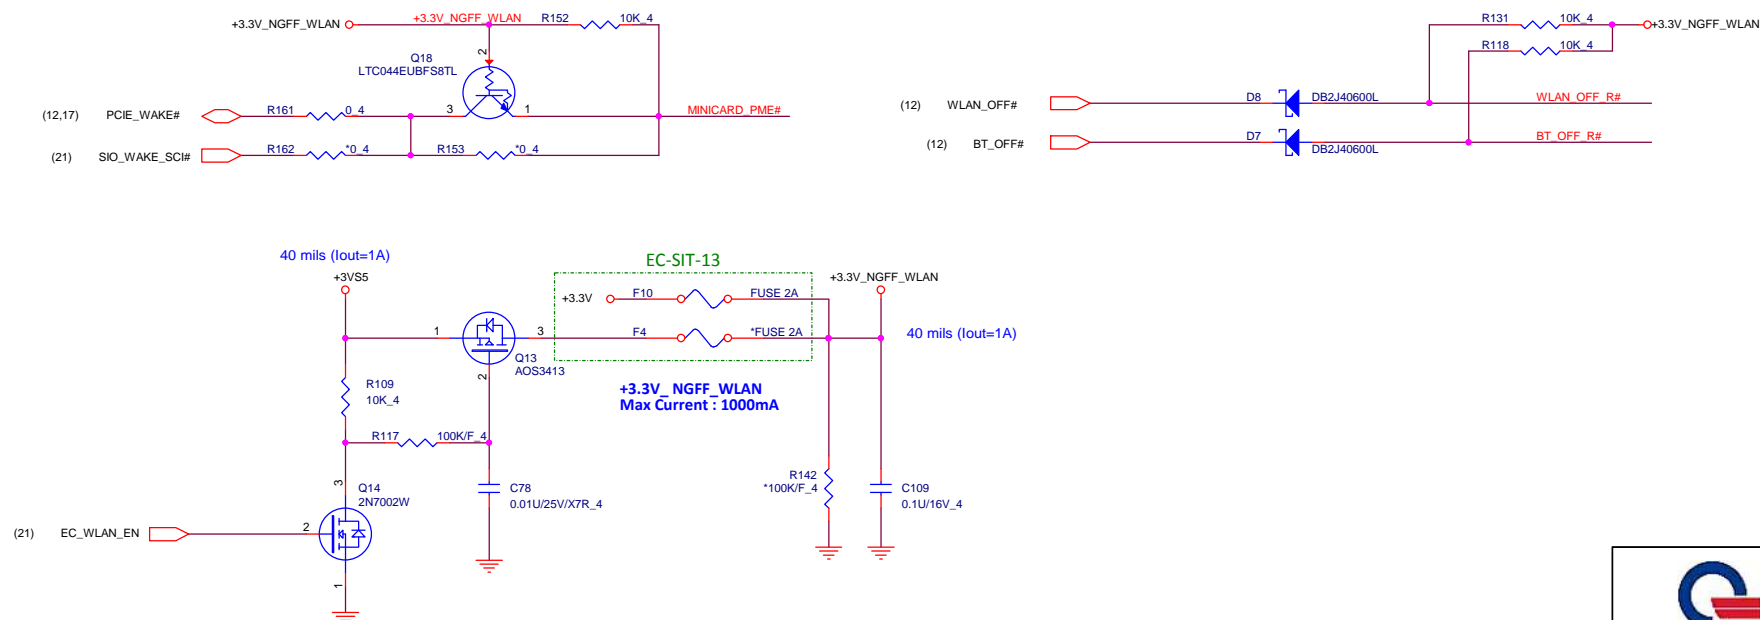 +3.3V_NGFF_WLAN
+3.3V_NGFF_WLAN
R152
10K_4
2
Q18
LTC044EUBFS8TL
(12,17)
PCIE_WAKE#
R161
0_4
3
1
MINICARD_PME#
(21)
SIO_WAKE_SCI#
R162
*0_4
R153
*0_4
R131
10K_4
+3.3V_NGFF_WLAN
R118
10K_4
(12)
WLAN_OFF#
D8
DB2J40600L
WLAN_OFF_R#
(12)
BT_OFF#
D7
DB2J40600L
BT_OFF_R#
40 mils (Iout=1A)
+3VS5
EC-SIT-13
+3.3V
F10
FUSE 2A
+3.3V_NGFF_WLAN
1
3
F4
*FUSE 2A
40 mils (Iout=1A)
Q13
AOS3413
2
+3.3V_ NGFF_WLAN
Max Current : 1000mA
R109
10K_4
R117
100K/F_4
R142
*100K/F_4
C109
0.1U/16V_4
C78
0.01U/25V/X7R_4
3
Q14
2N7002W
(21)
EC_WLAN_EN
2
1